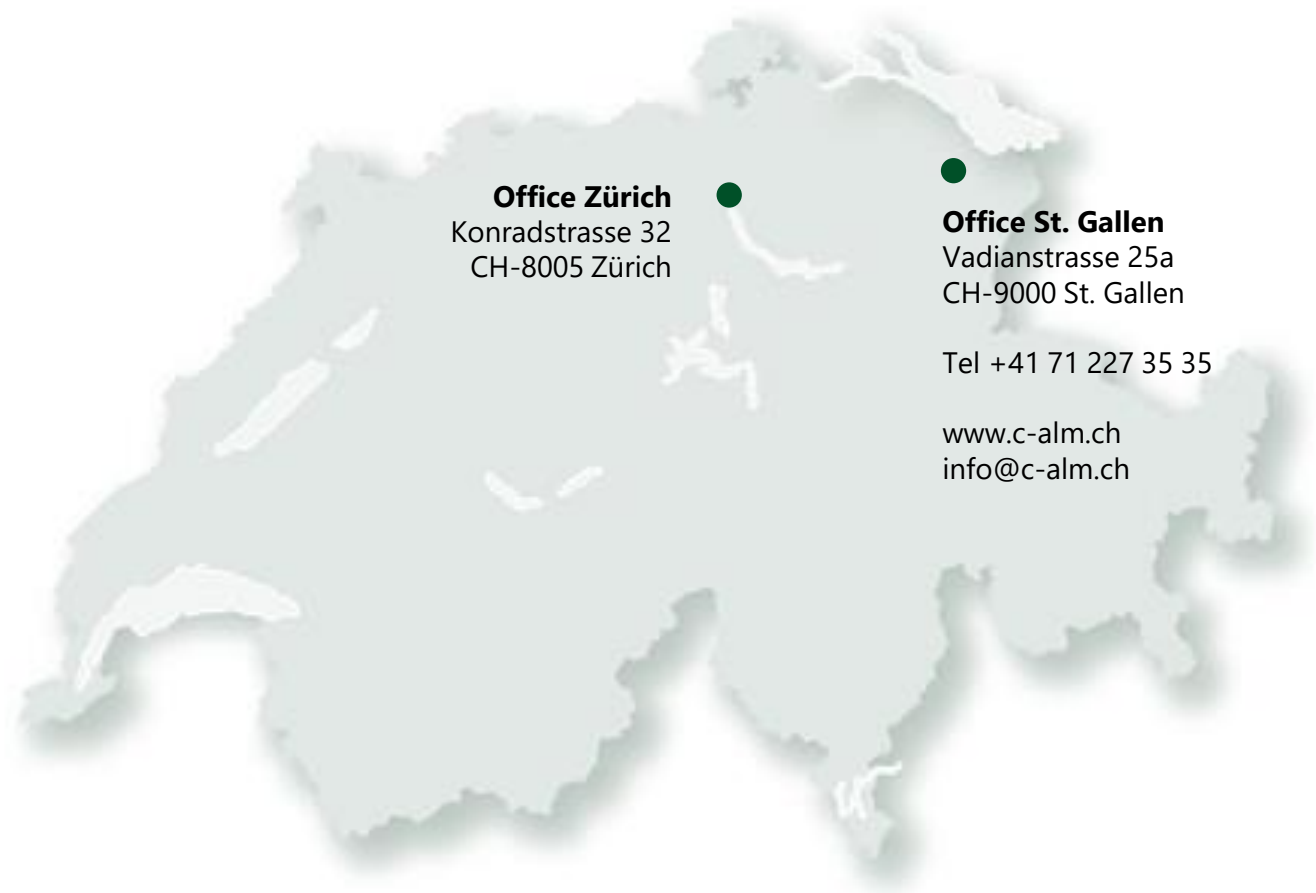 Office Zürich
Konradstrasse 32
CH-8005 Zürich
Office St. Gallen
Vadianstrasse 25a
CH-9000 St. Gallen
Tel +41 71 227 35 35
www.c-alm.ch
info@c-alm.ch